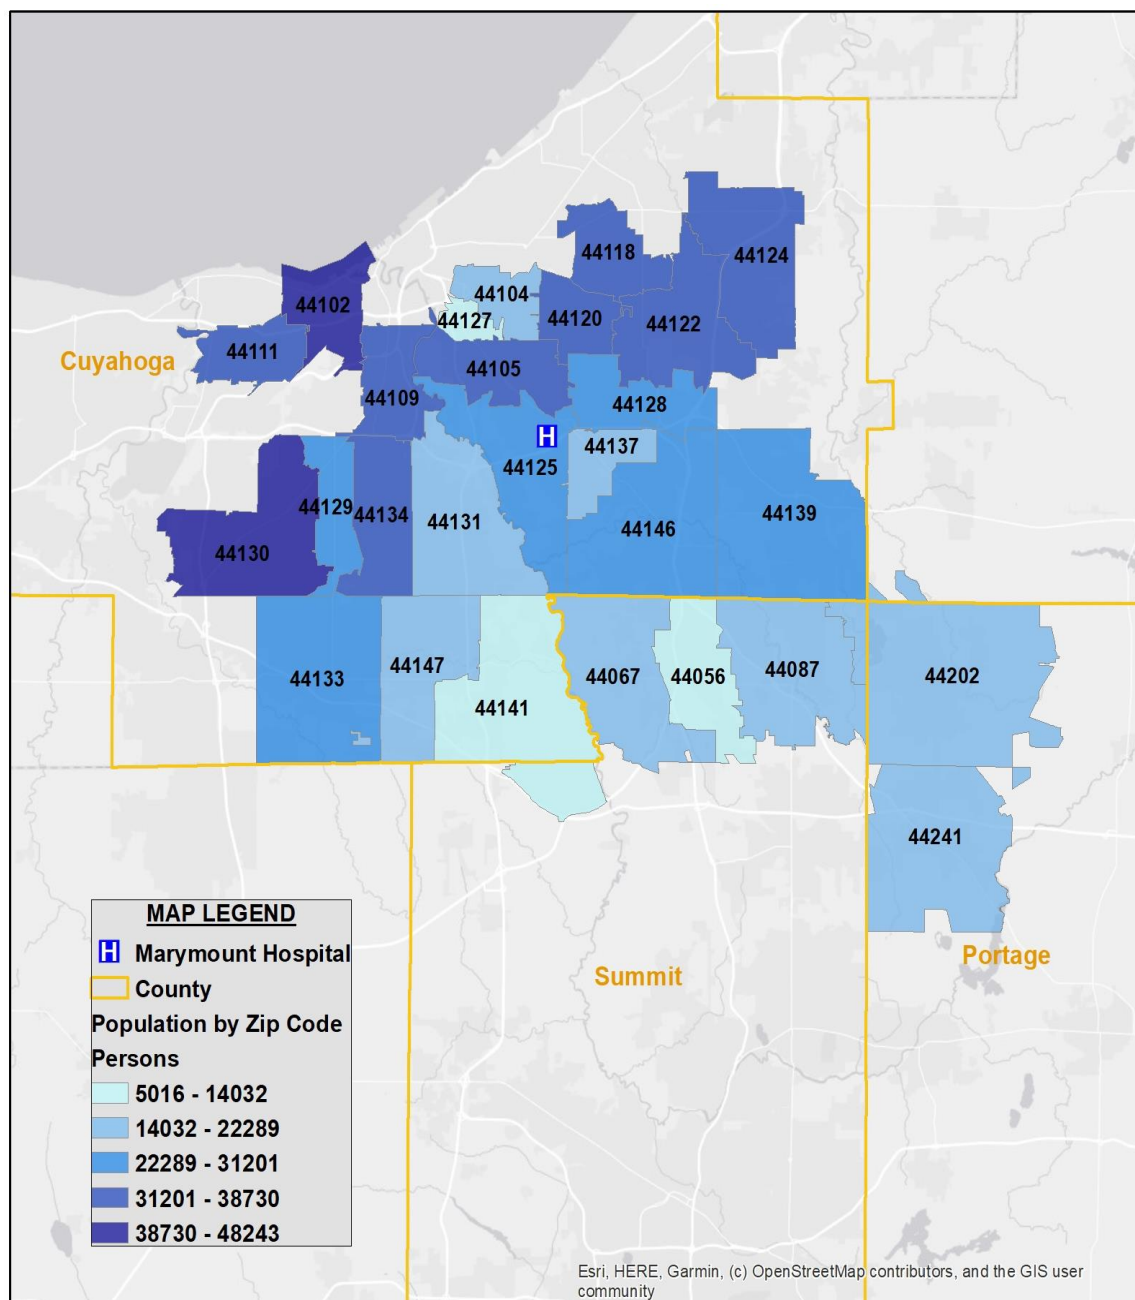 44118
44124
44102
44104
44127
44120
44122
44111
Cuyahoga
44105
44109
44128
H
44137
44125
44129
44134
44131
44146
44139
44130
44133
44147
44067
44056
44087
44202
44141
44241
MAP LEGEND
H Marymount Hospital
County
Population by Zip Code
Persons
5016 - 14032
14032 - 22289
22289 - 31201
31201 - 38730
38730 - 48243
Summit
Portage
Esri, HERE, Garmin, (c) OpenStreetMap contributors, and the GIS user
community